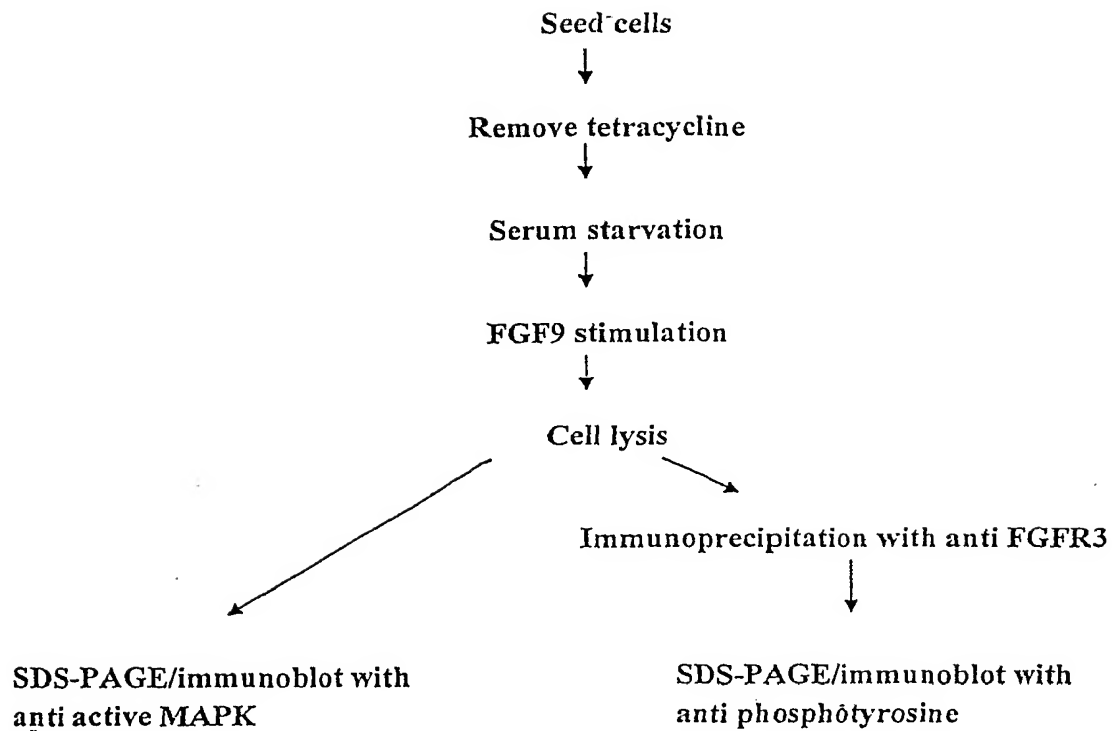 Seed cells
Remove tetracycline
Serum starvation
FGF9 stimulation
Cell lysis
Immunoprecipitation with anti FGFR3
SDS-PAGE/immunoblot with
anti active MAPK
SDS-PAGE/immunoblot with
anti phosphotyrosine